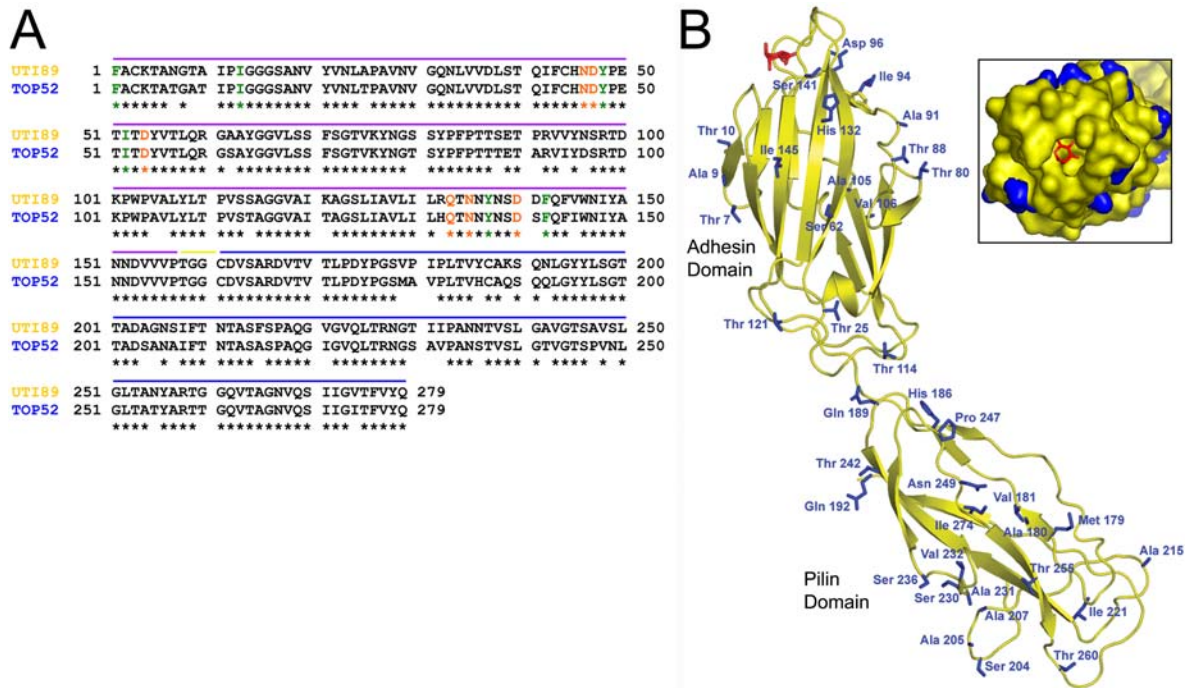 A
UTI89 1 FACKTANGTA IPIGGGSANV YVNLAPAVNV GQNLVVDLST QIFCHNDYPE 50
TOP52 1 FACKTATGAT IPIGGGSANV YVNLAPAVNV GQNLVVDLST QIFCHNDYPE 50
****** * ********** ********** ********** **********
UTI89 51 TITDYVTLQR GAAYGGVLSS FSGTVKYNGS SYPFPTTSET PRVVYNSRTD 100
TOP52 51 TITDYVTLQR GSAYGGVLSS FSGTVKYNGS SYPFPTTTET ARVIYDSRTD 100
********** * ******** ********** ******* ** ** * ****
UTI89 101 KPWPVALYLT PVSSAGGVAI KAGSLIAVLI LRQTNNYNSD DFQFVWNIYA 150
TOP52 101 KPWPAVLYLT PVSSAGGVAI TAGSLIAVLI LHQTNNYNSD DFQFVWNIYA 150
**** **** ********** ********* * ******** **********
UTI89 151 NNDVVVPTGG CDVSARDVTV TLPDYPGSVP IPLTVYCAKS QNLGYYLSGT 200
TOP52 151 NNDVVVPTGG CDVSARDVTV TLPDYPGSMA VPLTVHCAQS QQLGYYLSGT 200
********** ********** ******** **** ** * * ********
UTI89 201 TADAGNSIFT NTASFSPAQG VGVQLTRNGT IIPANNTVSL GAVGTSAVSL 250
TOP52 201 TADSANAIFT NTASASPAQG IGVQLTRNGS AVPANNTVSL GTVGTSPVNL 250
*** * *** **** ***** ******** ******** * **** * *
UTI89 251 GLTANYARTG GQVTAGNVQS IIGVTFVYQ 279
TOP52 251 GLTATYARTT GQVTAGNVQS IIGITFVYQ 279
**** **** ********** *** *****
B
Asp 96
Ser 141
Ile 94
His 132
Ala 91
Thr 10
Ile 145
Thr 88
Ala 9
Ala 105
Thr 80
Val 106
Thr 7
Ser 62
Adhesin
Domain
Thr 121
Thr 25
Thr 114
His 186
Gln 189
Pro 247
Thr 242
Asn 249
Val 181
Gln 192
Ile 274
Ala 180
Met 179
Val 232
Ala 215
Thr 255
Ser 236
Pilin
Domain
Ser 230
Ala 231
Ala 207
Ile 221
Ala 205
Thr 260
Ser 204